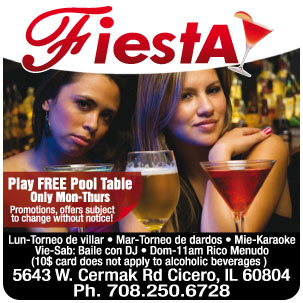 FiestA
Play FREE Pool Table
Only Mon-Thurs
Promotions, offers subject
to change without notice!
Lun-Torneo de villar • Mar-Torneo de dardos • Mie-Karaoke
Vie-Sab: Baile con DJ • Dom-11am Rico Menudo
(10$ card does not apply to alcoholic beverages )
5643 W. Cermak Rd Cicero, IL 60804
Ph. 708.250.6728